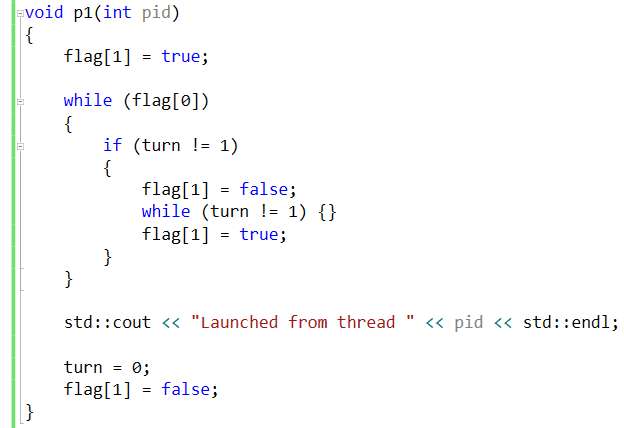 void p1(int pid)
{
    flag[1] = true;

    while (flag[0])
    {
        if (turn != 1)
        {
            flag[1] = false;
            while (turn != 1) {}
            flag[1] = true;
        }
    }

    std::cout << "Launched from thread " << pid << std::endl;

    turn = 0;
    flag[1] = false;
}